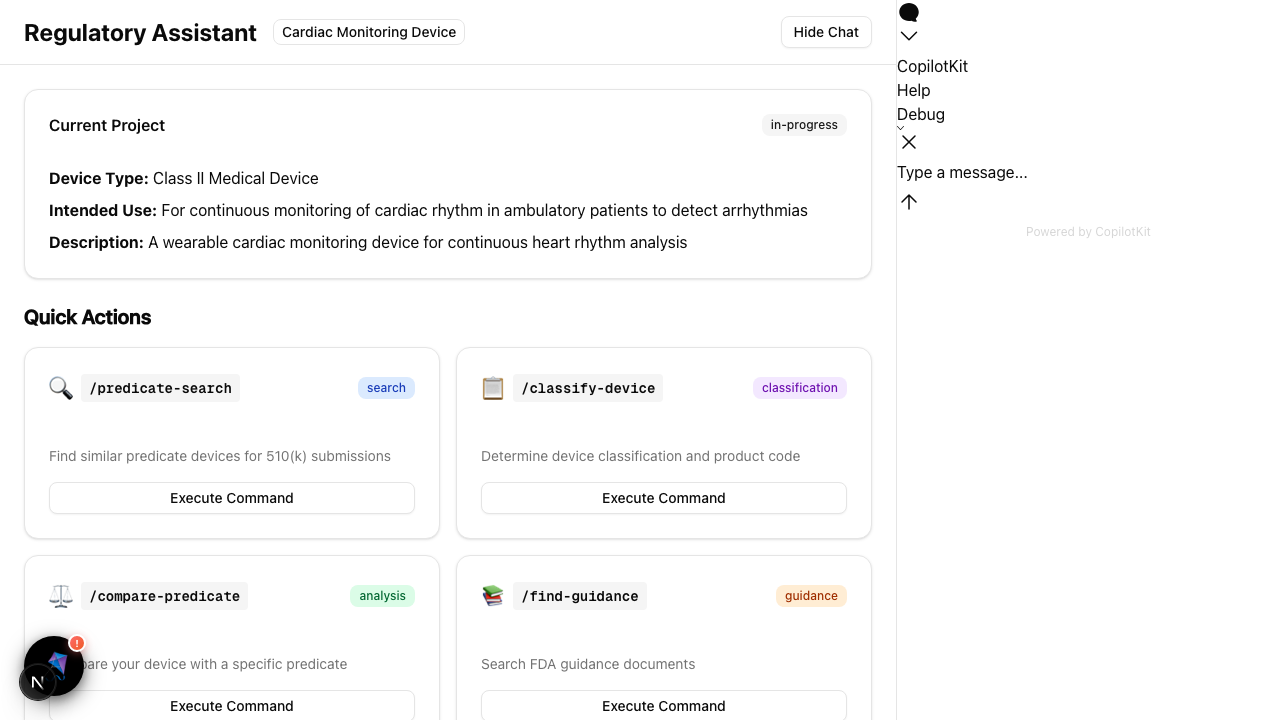 Regulatory Assistant
Cardiac Monitoring Device
Hide Chat
Current Project
in-progress
Device Type: Class II Medical Device
Intended Use: For continuous monitoring of cardiac rhythm in ambulatory patients to detect arrhythmias
Description: A wearable cardiac monitoring device for continuous heart rhythm analysis
Quick Actions
/predicate-search
search
Find similar predicate devices for 510(k) submissions
Execute Command
/classify-device
classification
Determine device classification and product code
Execute Command
/compare-predicate
analysis
pare your device with a specific predicate
Execute Command
/find-guidance
guidance
Search FDA guidance documents
Execute Command
!
N
CopilotKit
Help
Debug
Type a message...
Powered by CopilotKit